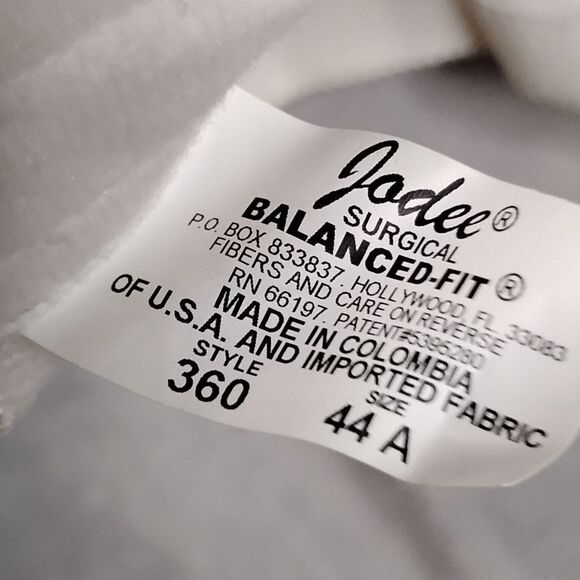 Jodee®
SURGICAL
BALANCED-FIT ®
P.O. BOX 833837, HOLLYWOOD, FL. 33083
FIBERS AND CARE ON REVERSE
RN 66197. PATENT#5396280
MADE IN COLOMBIA
OF U.S.A. AND IMPORTED FABRIC
STYLE SIZE
360 44 A